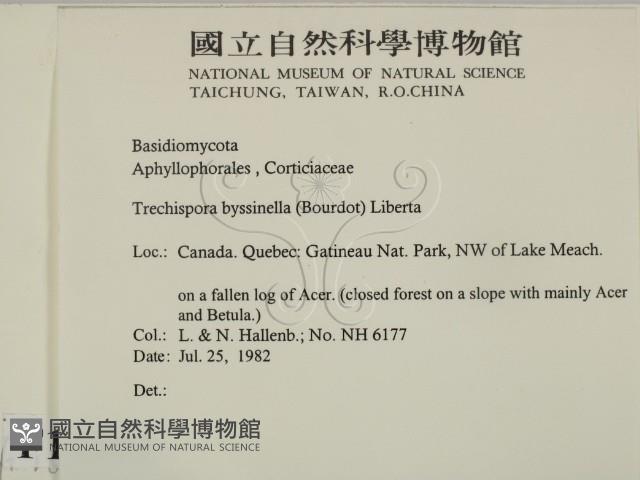 國立自然科學博物館
NATIONAL MUSEUM OF NATURAL SCIENCE
TAICHUNG, TAIWAN, R.O.CHINA
Basidiomycota
Aphyllophorales , Corticiaceae
Trechispora byssinella (Bourdot) Liberta
Loc.: Canada. Quebec: Gatineau Nat. Park, NW of Lake Meach.
on a fallen log of Acer. (closed forest on a slope with mainly Acer
and Betula.)
Col.: L. & N. Hallenb.; No. NH 6177
Date: Jul. 25, 1982
Det.:
國立自然科學博物館
NATIONAL MUSEUM OF NATURAL SCIENCE